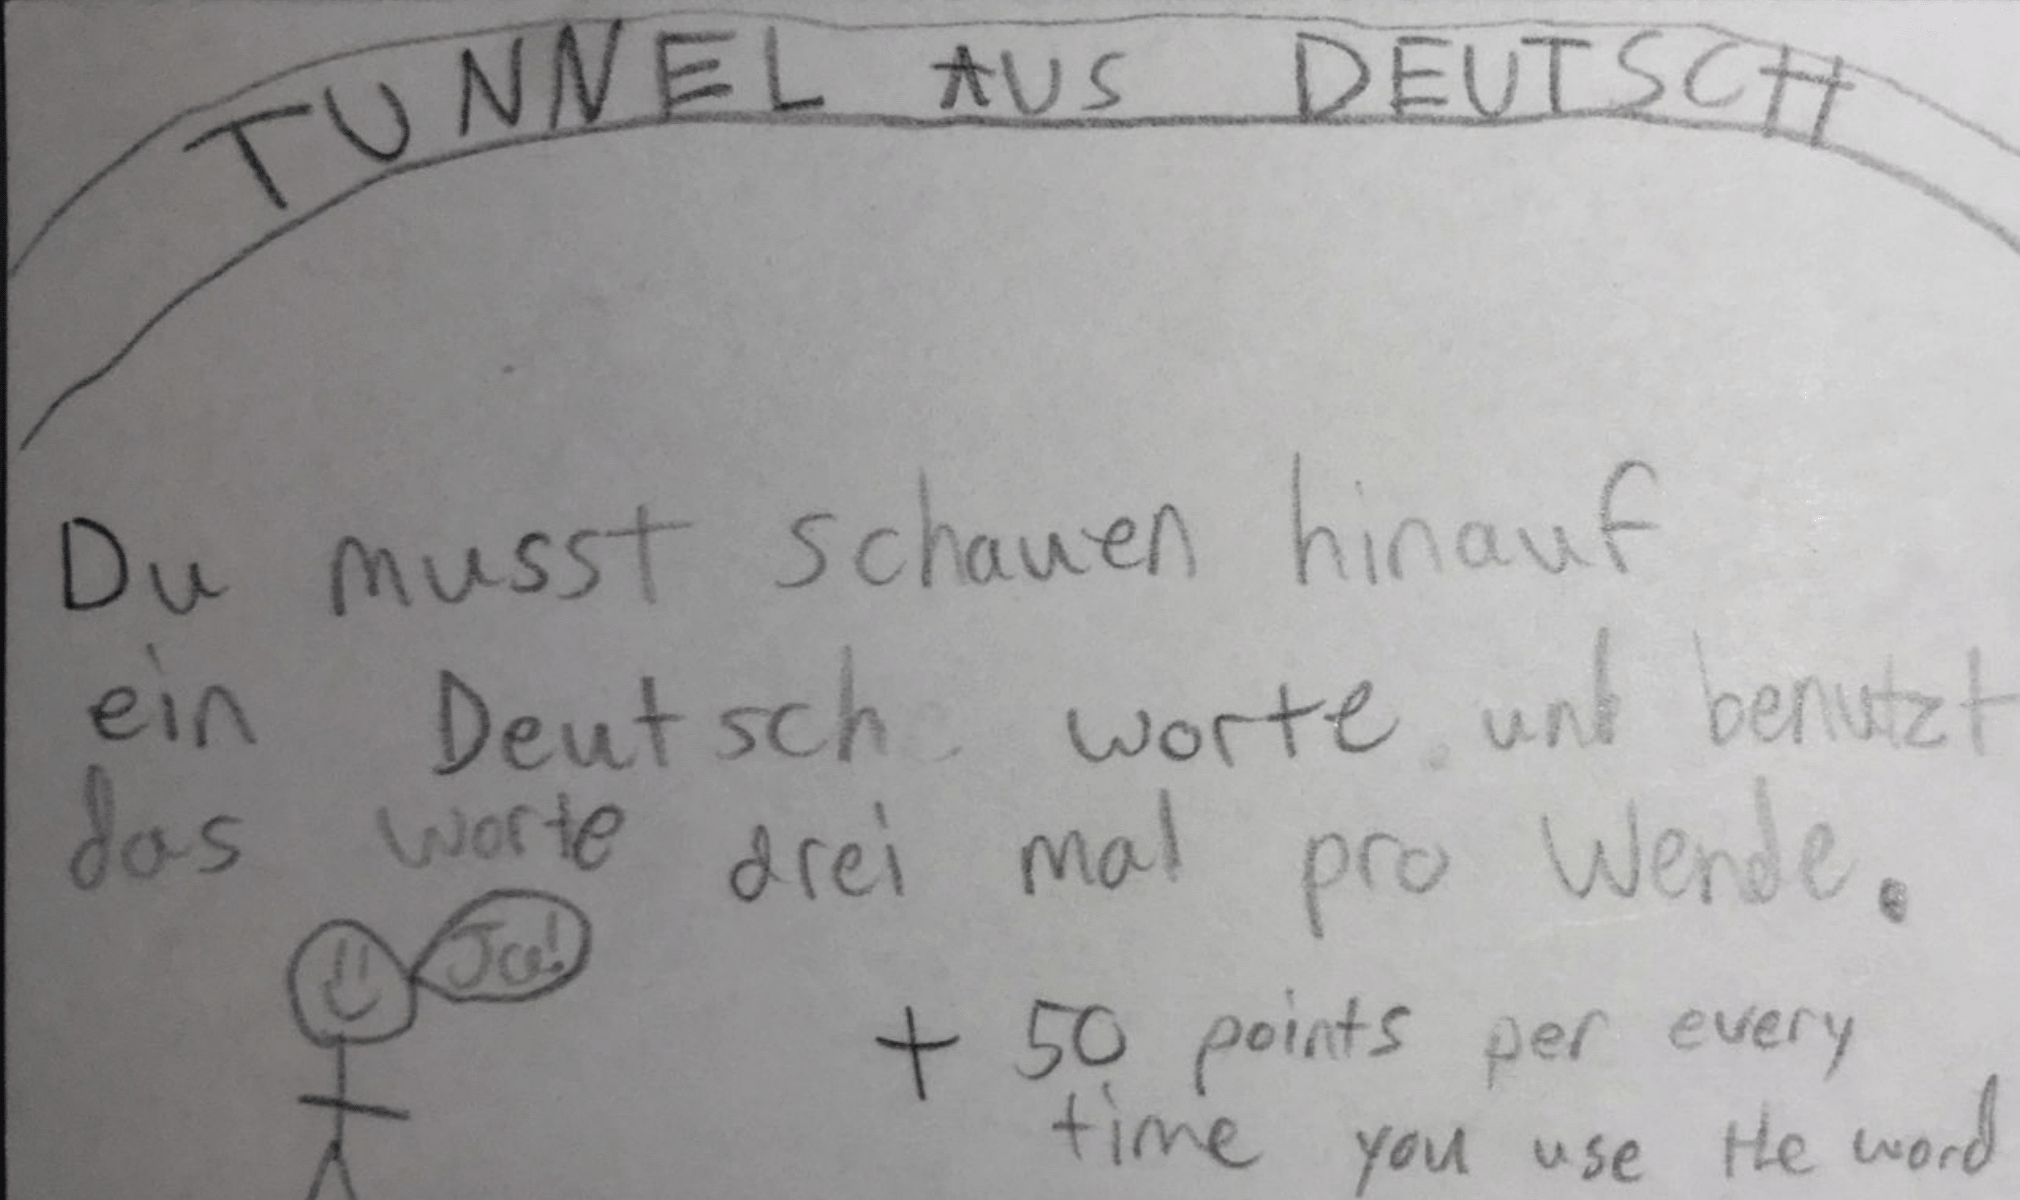 TUNNEL AUS DEUTSCH
Du musst schauen hinauf
ein Deutsch worte und benutzt
das worte drei mal pro Wende.
Ja!
+ 50 points per every
time you use the word